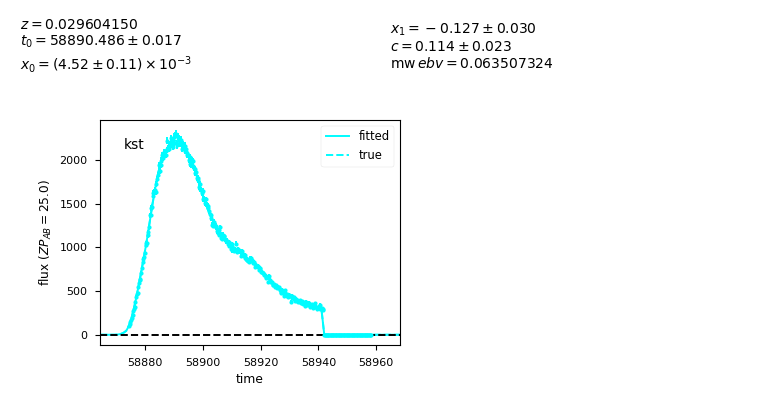 z = 0.029604150
t₀ = 58890.486 ± 0.017
x₀ = (4.52 ± 0.11) × 10⁻³
x₁ = − 0.127 ± 0.030
c = 0.114 ± 0.023
mw ebv = 0.063507324
kst
fitted
true
flux (ZP_AB = 25.0)
2000
1500
1000
500
0
58880 58900 58920 58940 58960
time